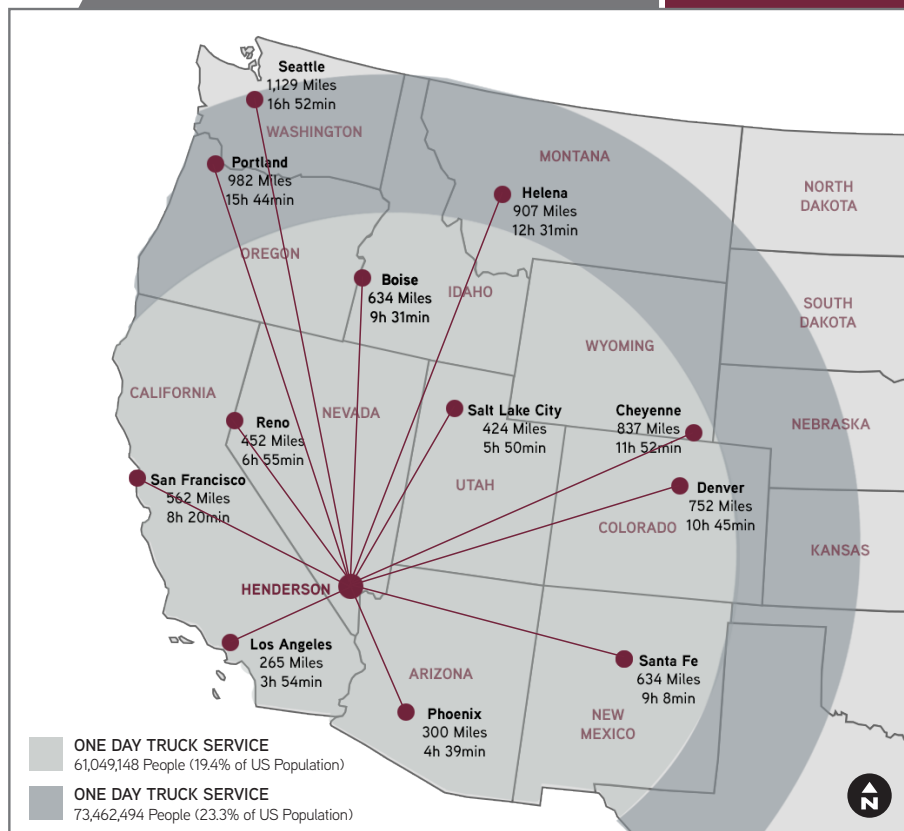 Seattle
1,129 Miles
16h 52min
WASHINGTON
Portland
982 Miles
15h 44min
MONTANA
Helena
907 Miles
12h 31min
NORTH
DAKOTA
OREGON
Boise
634 Miles
9h 31min
IDAHO
SOUTH
DAKOTA
WYOMING
CALIFORNIA
Reno
452 Miles
6h 55min
NEVADA
Salt Lake City
424 Miles
5h 50min
Cheyenne
837 Miles
11h 52min
NEBRASKA
San Francisco
562 Miles
8h 20min
UTAH
Denver
752 Miles
10h 45min
COLORADO
KANSAS
HENDERSON
Los Angeles
265 Miles
3h 54min
ARIZONA
Santa Fe
634 Miles
9h 8min
Phoenix
300 Miles
4h 39min
NEW
MEXICO
ONE DAY TRUCK SERVICE
61,049,148 People (19.4% of US Population)
ONE DAY TRUCK SERVICE
73,462,494 People (23.3% of US Population)
N